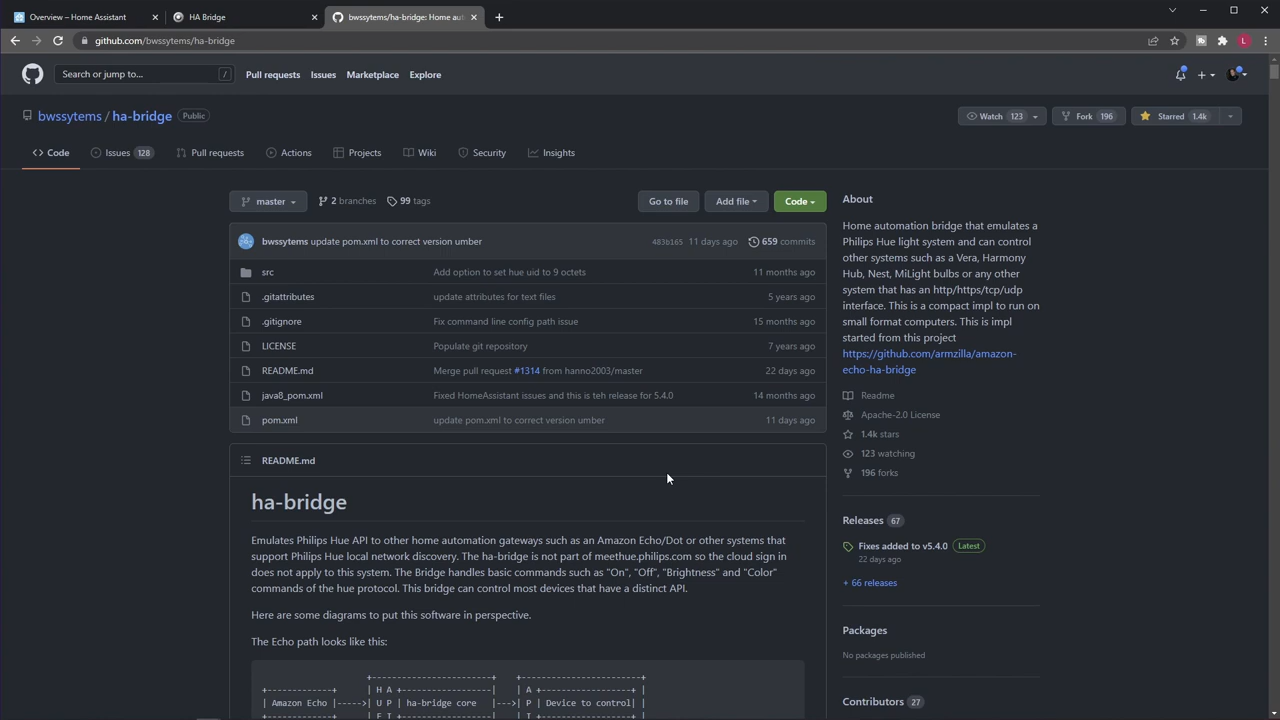 Overview – Home Assistant
HA Bridge
bwssytems/ha-bridge: Home aut
github.com/bwssytems/ha-bridge
L
Search or jump to...
/
Pull requests
Issues
Marketplace
Explore
bwssytems / ha-bridge
Public
Watch 123
Fork 196
Starred 1.4k
Code
Issues 128
Pull requests
Actions
Projects
Wiki
Security
Insights
master
2 branches
99 tags
Go to file
Add file
Code
bwssytems update pom.xml to correct version umber
483b165 11 days ago
659 commits
src
Add option to set hue uid to 9 octets
11 months ago
.gitattributes
update attributes for text files
5 years ago
.gitignore
Fix command line config path issue
15 months ago
LICENSE
Populate git repository
7 years ago
README.md
Merge pull request #1314 from hanno2003/master
22 days ago
java8_pom.xml
Fixed HomeAssistant issues and this is teh release for 5.4.0
14 months ago
pom.xml
update pom.xml to correct version umber
11 days ago
README.md
ha-bridge
Emulates Philips Hue API to other home automation gateways such as an Amazon Echo/Dot or other systems that
support Philips Hue local network discovery. The ha-bridge is not part of meethue.philips.com so the cloud sign in
does not apply to this system. The Bridge handles basic commands such as "On", "Off", "Brightness" and "Color"
commands of the hue protocol. This bridge can control most devices that have a distinct API.
Here are some diagrams to put this software in perspective.
The Echo path looks like this:
+------------------------+ +------------------------+
+-------------+ | H A +------------------| | A +-----------------+ |
| Amazon Echo |----->| U P | ha-bridge core |--->| P | Device to control| |
About
Home automation bridge that emulates a
Philips Hue light system and can control
other systems such as a Vera, Harmony
Hub, Nest, MiLight bulbs or any other
system that has an http/https/tcp/udp
interface. This is a compact impl to run on
small format computers. This is impl
started from this project
https://github.com/armzilla/amazon-
echo-ha-bridge
Readme
Apache-2.0 License
1.4k stars
123 watching
196 forks
Releases 67
Fixes added to v5.4.0 Latest
22 days ago
+ 66 releases
Packages
No packages published
Contributors 27